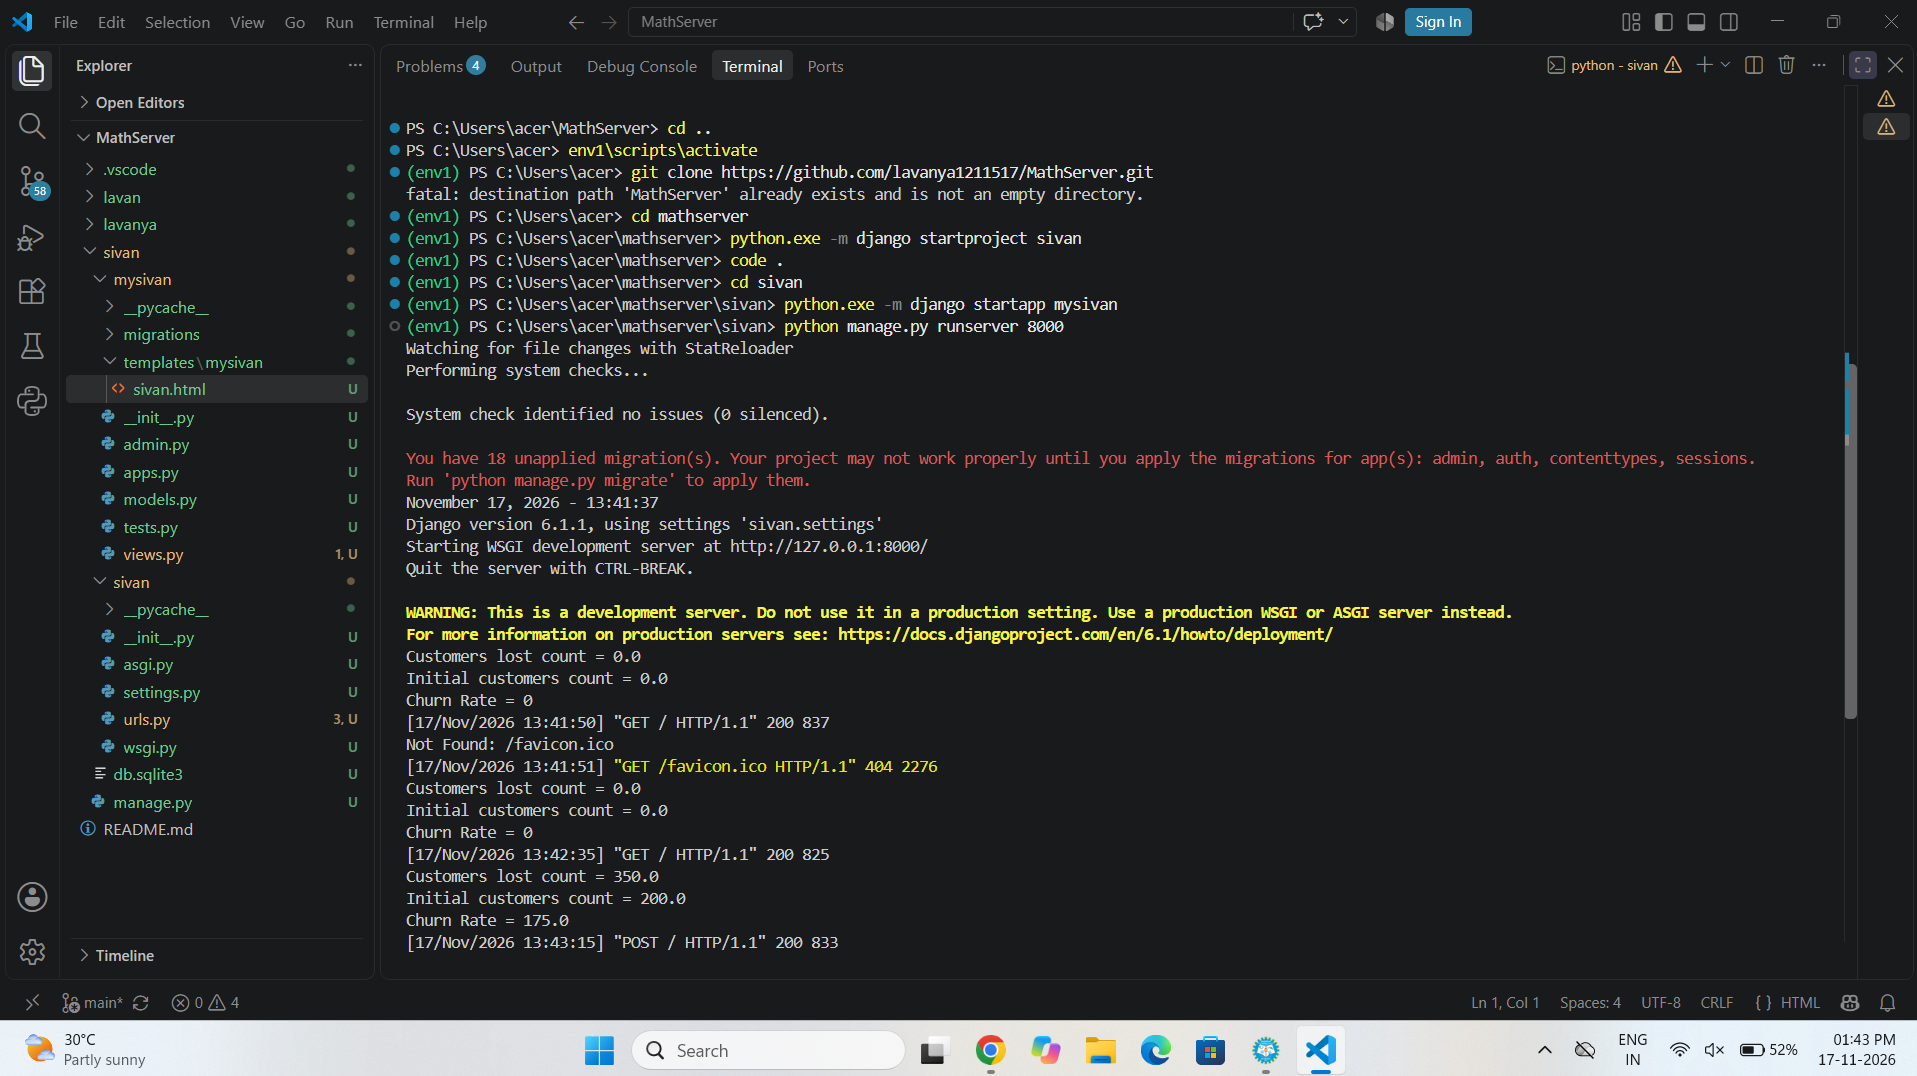 File Edit Selection View Go Run Terminal Help
MathServer
Sign In
Explorer
Open Editors
MathServer
.vscode
lavan
lavanya
sivan
mysivan
__pycache__
migrations
templates\mysivan
sivan.html U
__init__.py U
admin.py U
apps.py U
models.py U
tests.py U
views.py 1, U
sivan
__pycache__
__init__.py U
asgi.py U
settings.py U
urls.py 3, U
wsgi.py U
db.sqlite3 U
manage.py U
README.md
Timeline
58
Problems 4 Output Debug Console Terminal Ports
python - sivan
PS C:\Users\acer\MathServer> cd ..
PS C:\Users\acer> env1\scripts\activate
(env1) PS C:\Users\acer> git clone https://github.com/lavanya1211517/MathServer.git
fatal: destination path 'MathServer' already exists and is not an empty directory.
(env1) PS C:\Users\acer> cd mathserver
(env1) PS C:\Users\acer\mathserver> python.exe -m django startproject sivan
(env1) PS C:\Users\acer\mathserver> code .
(env1) PS C:\Users\acer\mathserver> cd sivan
(env1) PS C:\Users\acer\mathserver\sivan> python.exe -m django startapp mysivan
(env1) PS C:\Users\acer\mathserver\sivan> python manage.py runserver 8000
Watching for file changes with StatReloader
Performing system checks...
System check identified no issues (0 silenced).
You have 18 unapplied migration(s). Your project may not work properly until you apply the migrations for app(s): admin, auth, contenttypes, sessions.
Run 'python manage.py migrate' to apply them.
November 17, 2026 - 13:41:37
Django version 6.1.1, using settings 'sivan.settings'
Starting WSGI development server at http://127.0.0.1:8000/
Quit the server with CTRL-BREAK.
WARNING: This is a development server. Do not use it in a production setting. Use a production WSGI or ASGI server instead.
For more information on production servers see: https://docs.djangoproject.com/en/6.1/howto/deployment/
Customers lost count = 0.0
Initial customers count = 0.0
Churn Rate = 0
[17/Nov/2026 13:41:50] "GET / HTTP/1.1" 200 837
Not Found: /favicon.ico
[17/Nov/2026 13:41:51] "GET /favicon.ico HTTP/1.1" 404 2276
Customers lost count = 0.0
Initial customers count = 0.0
Churn Rate = 0
[17/Nov/2026 13:42:35] "GET / HTTP/1.1" 200 825
Customers lost count = 350.0
Initial customers count = 200.0
Churn Rate = 175.0
[17/Nov/2026 13:43:15] "POST / HTTP/1.1" 200 833
main* 0 4
Ln 1, Col 1 Spaces: 4 UTF-8 CRLF {} HTML
30°C
Partly sunny
Search
ENG
IN
52%
01:43 PM
17-11-2026